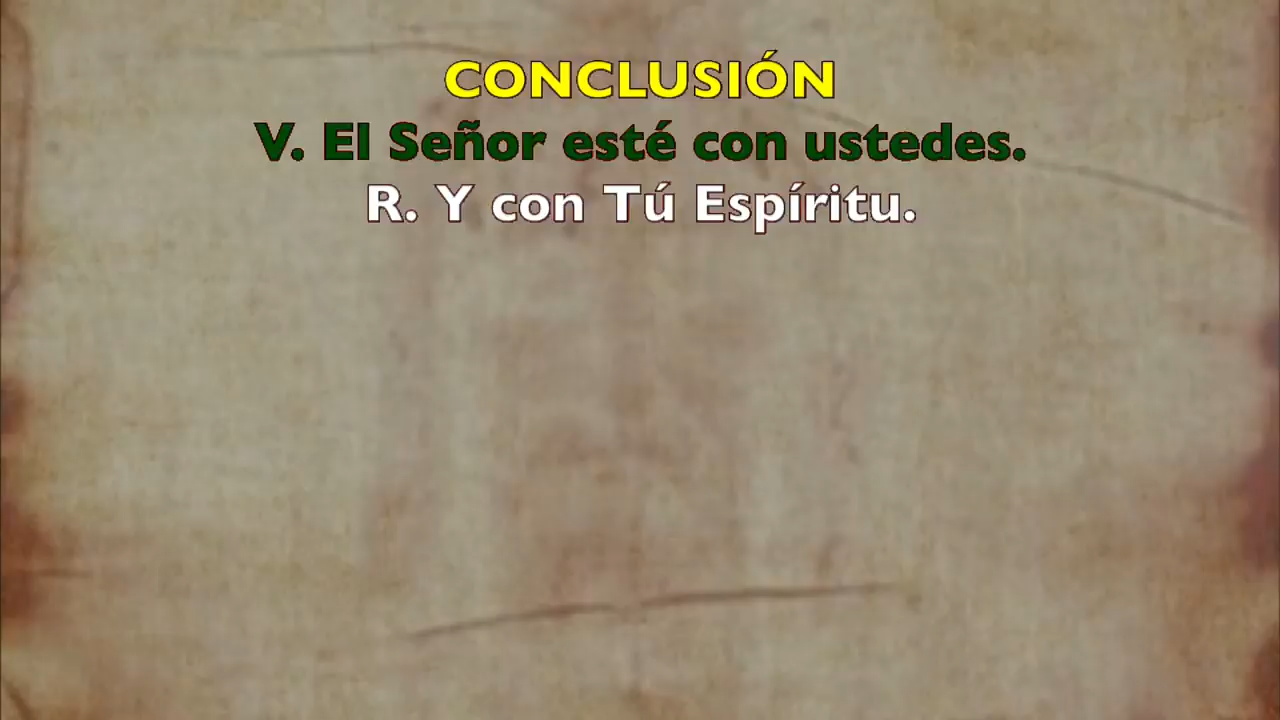 CONCLUSIÓN
V. El Señor esté con ustedes.
R. Y con Tú Espíritu.